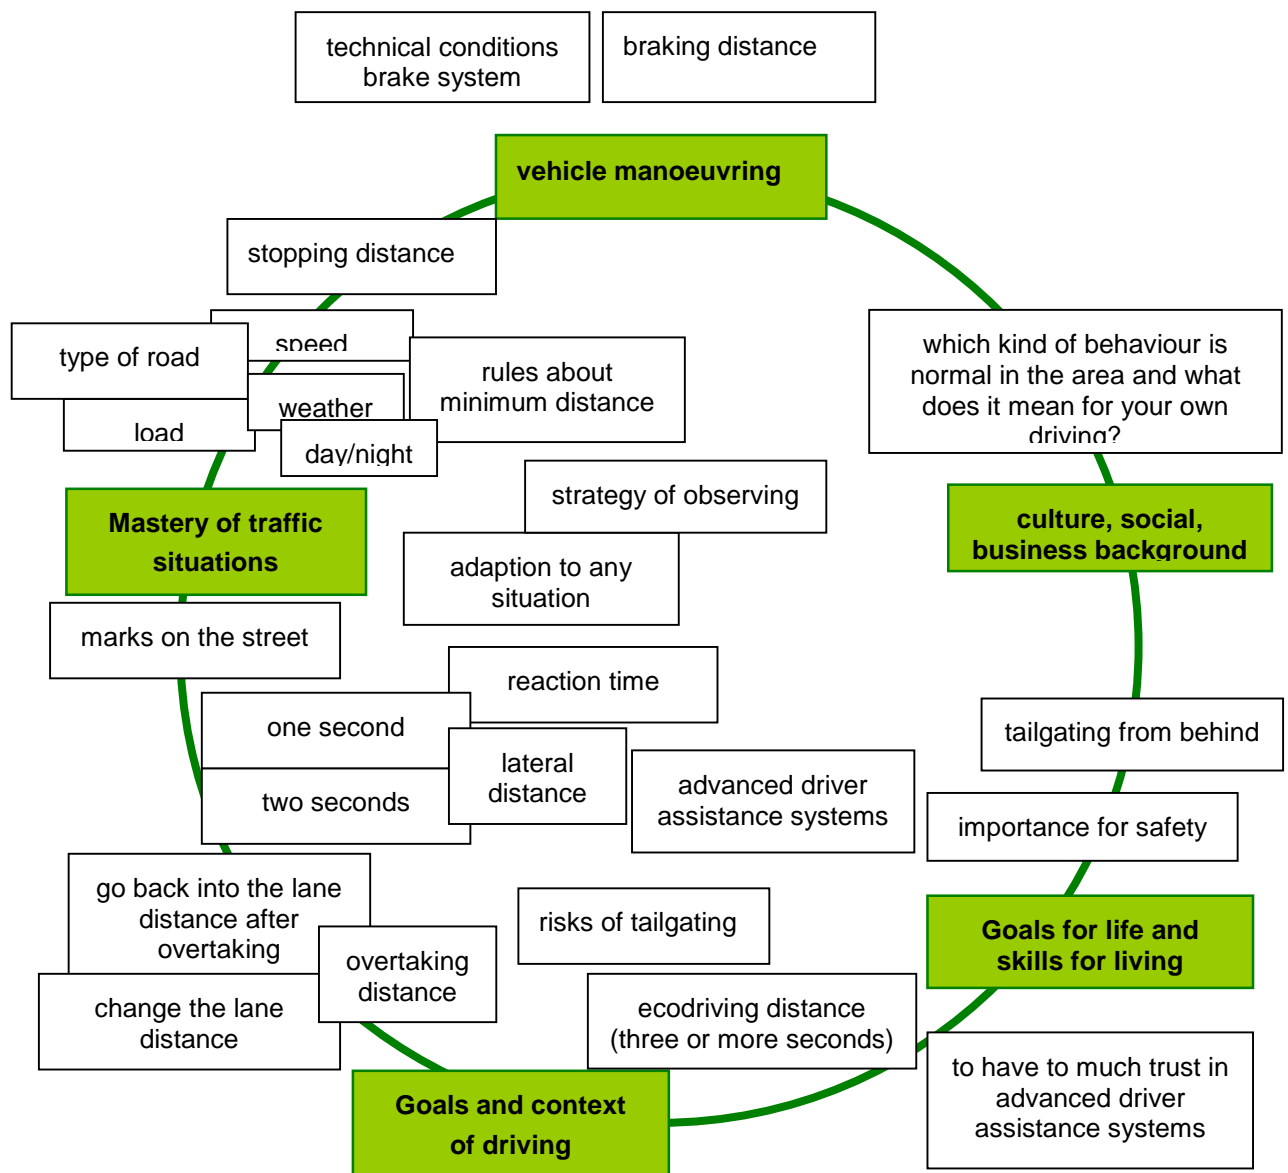 technical conditions
brake system
braking distance
vehicle manoeuvring
stopping distance
speed
type of road
weather
load
day/night
rules about
minimum distance
which kind of behaviour is
normal in the area and what
does it mean for your own
driving?
strategy of observing
Mastery of traffic
situations
culture, social,
business background
adaption to any
situation
marks on the street
reaction time
one second
two seconds
lateral
distance
advanced driver
assistance systems
tailgating from behind
importance for safety
go back into the lane
distance after
overtaking
overtaking
distance
risks of tailgating
Goals for life and
skills for living
change the lane
distance
ecodriving distance
(three or more seconds)
to have to much trust in
advanced driver
assistance systems
Goals and context
of driving